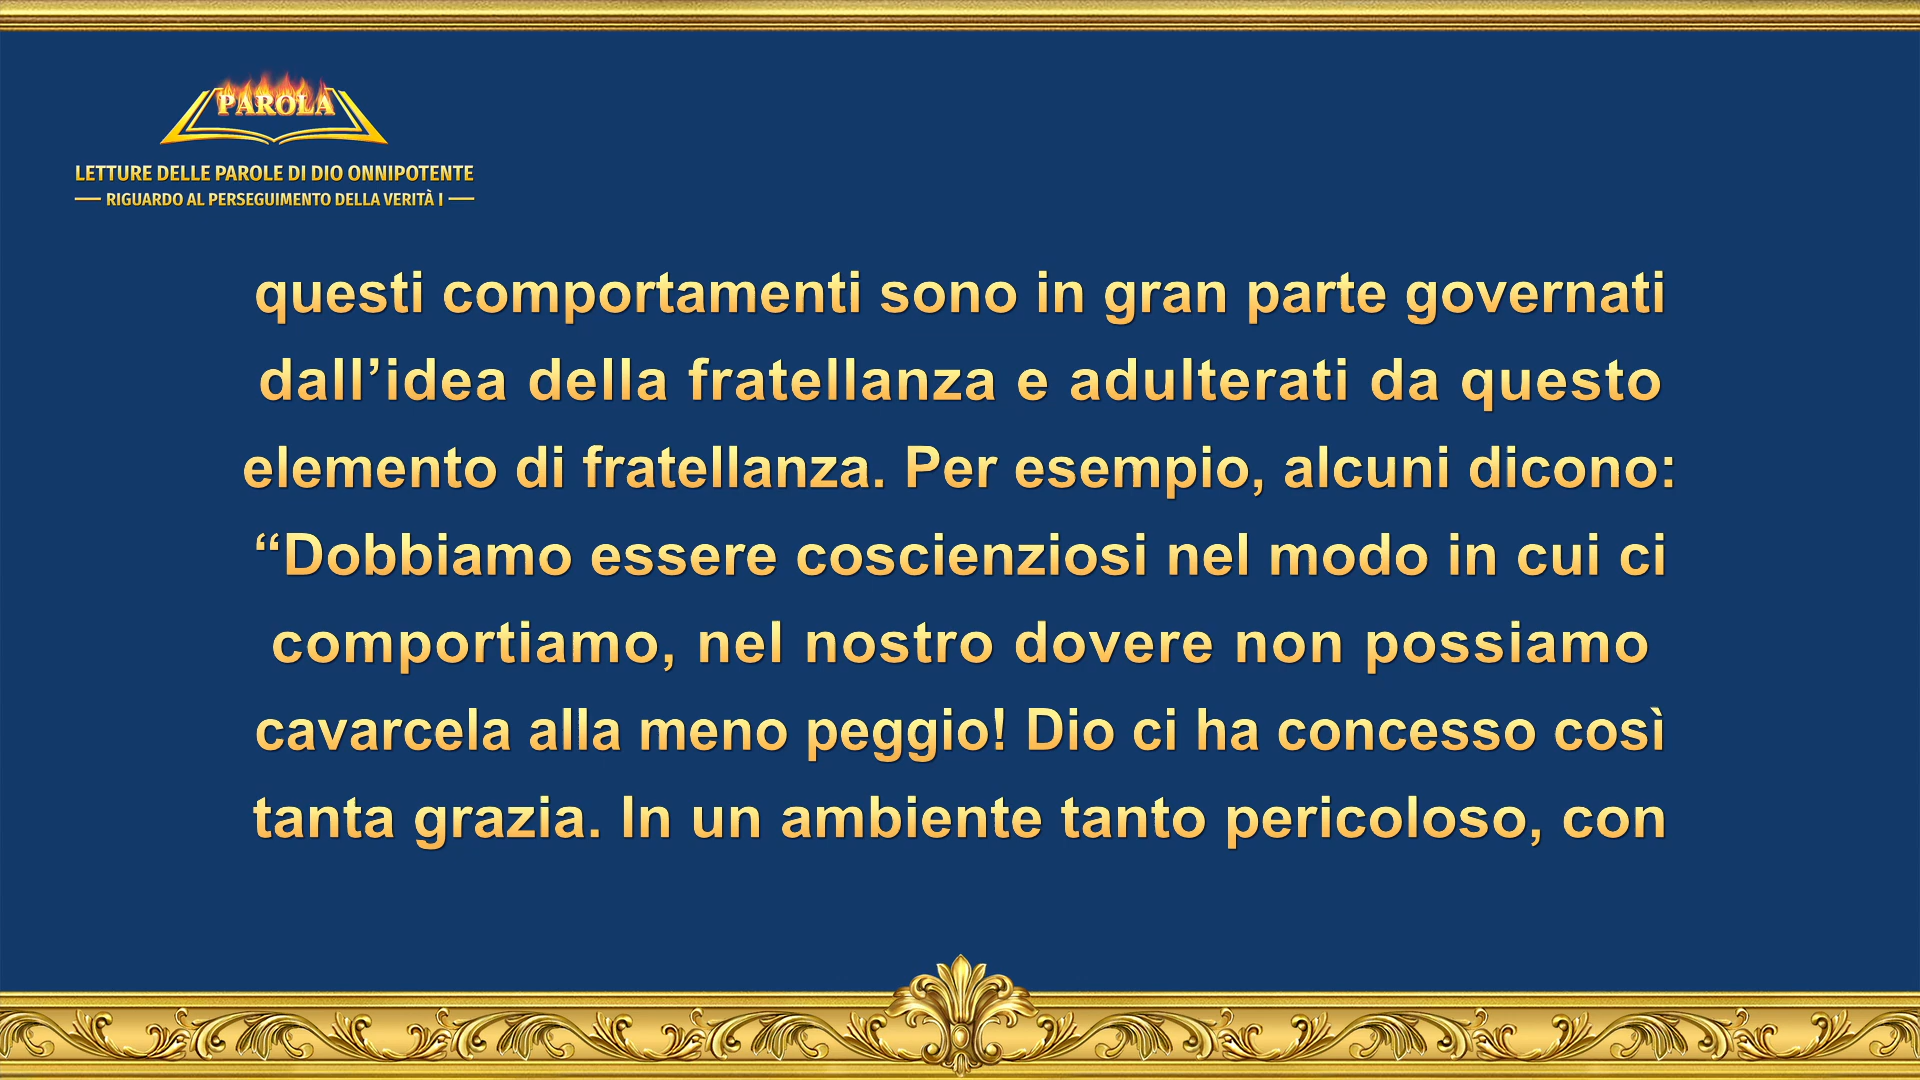 PAROLA
LETTURE DELLE PAROLE DI DIO ONNIPOTENTE
RIGUARDO AL PERSEGUIMENTO DELLA VERITÀ I
questi comportamenti sono in gran parte governati
dall’idea della fratellanza e adulterati da questo
elemento di fratellanza. Per esempio, alcuni dicono:
“Dobbiamo essere coscienziosi nel modo in cui ci
comportiamo, nel nostro dovere non possiamo
cavarcela alla meno peggio! Dio ci ha concesso così
tanta grazia. In un ambiente tanto pericoloso, con